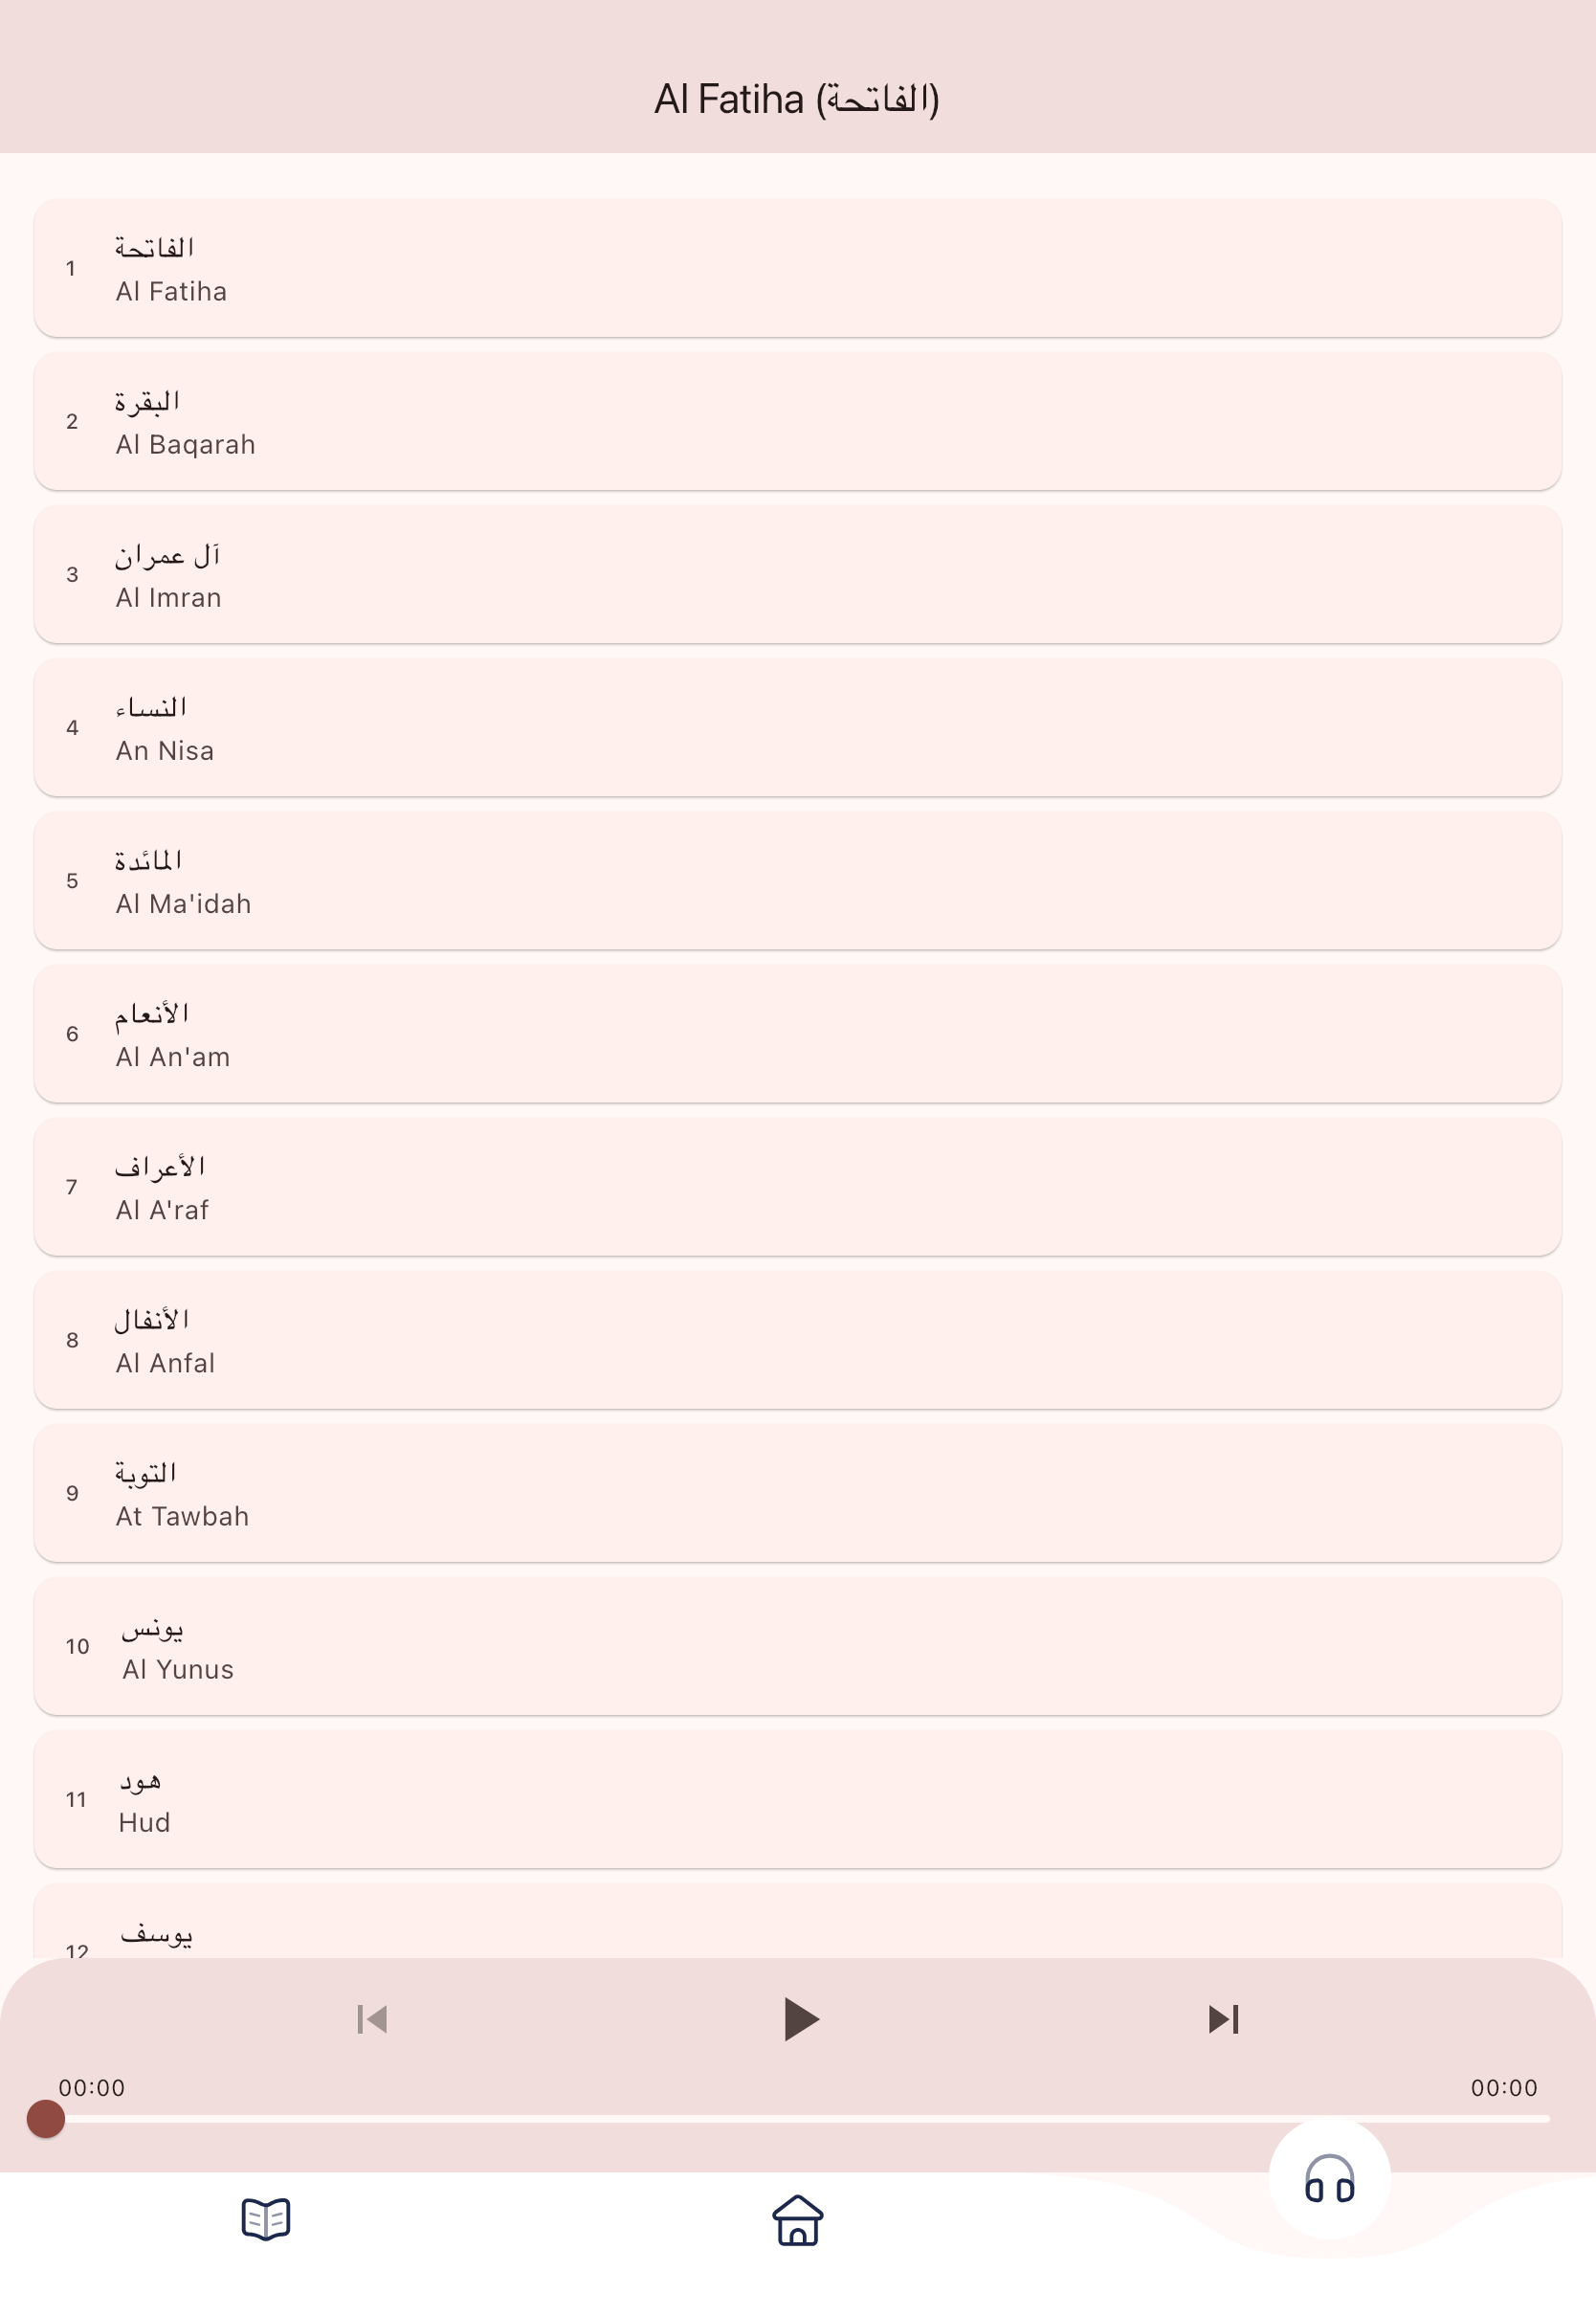 Al Fatiha (الفاتحة)
1
الفاتحة
Al Fatiha
2
البقرة
Al Baqarah
3
آل عمران
Al Imran
4
النساء
An Nisa
5
المائدة
Al Ma'idah
6
الأنعام
Al An'am
7
الأعراف
Al A'raf
8
الأنفال
Al Anfal
9
التوبة
At Tawbah
10
يونس
Al Yunus
11
هود
Hud
12
يوسف
00:00
00:00